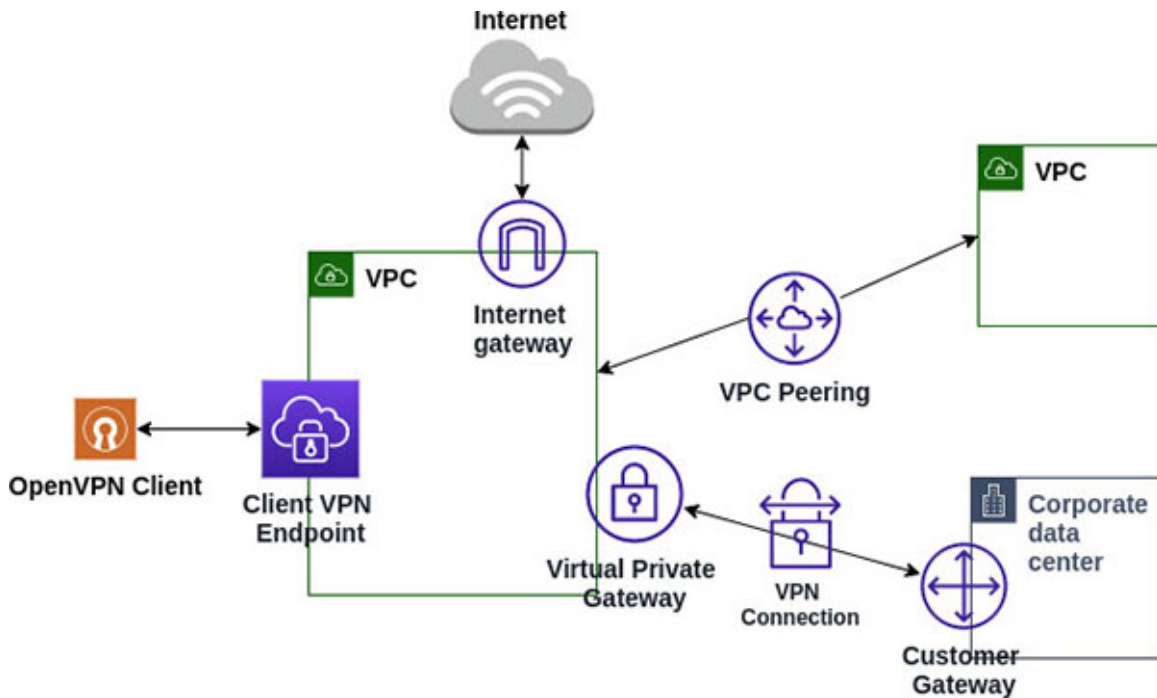 Internet
VPC
VPC
Internet
gateway
VPC Peering
OpenVPN Client
Client VPN
Endpoint
Virtual Private
Gateway
VPN
Connection
Corporate
data
center
Customer
Gateway